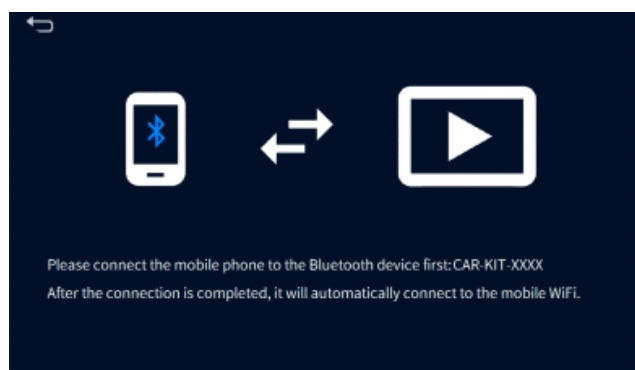 Please connect the mobile phone to the Bluetooth device first: CAR-KIT-XXXX
After the connection is completed, it will automatically connect to the mobile WiFi.